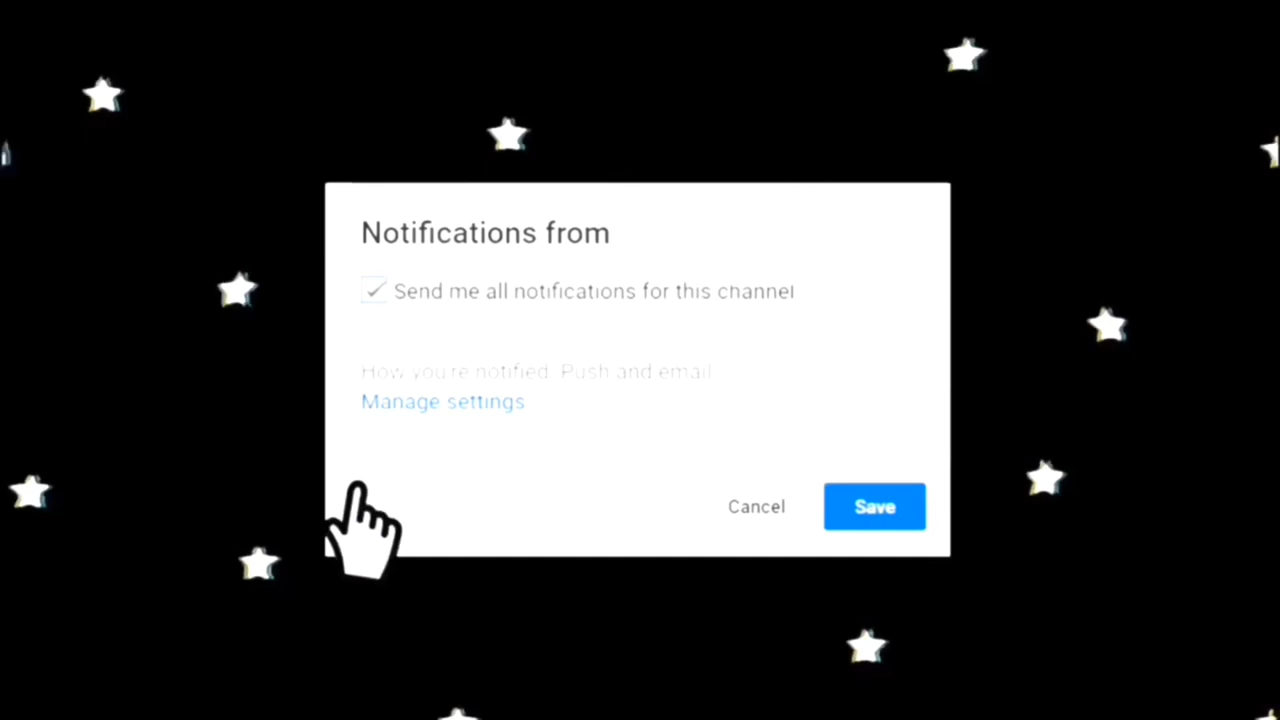 Notifications from
Send me all notifications for this channel
How you're notified: Push and email
Manage settings
Cancel
Save